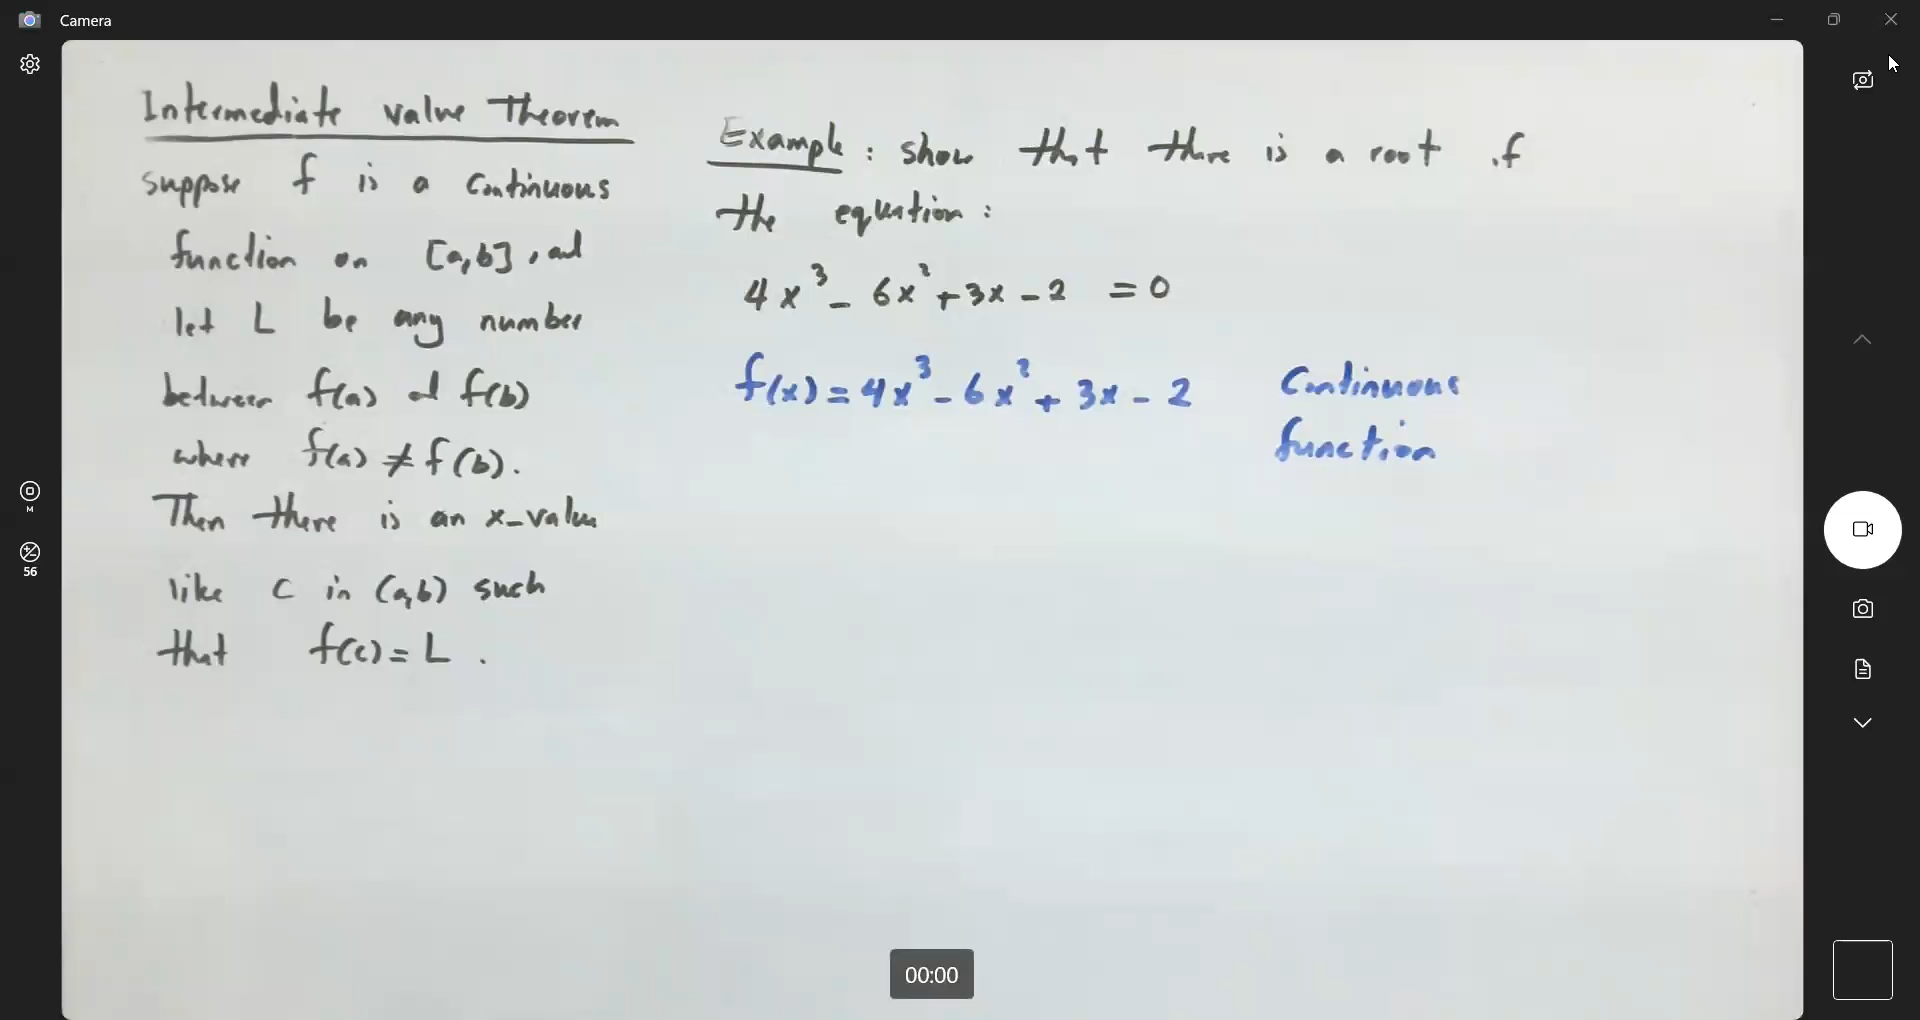 Camera
Intermediate value Theorem
suppose f is a Continuous
function on [a,b], and
let L be any number
between f(a) and f(b)
where f(a) ≠ f(b).
Then there is an x-value
like c in (a,b) such
that f(c) = L .
Example : show that there is a root of
the equation :
4x³ - 6x² + 3x - 2 = 0
f(x) = 4x³ - 6x² + 3x - 2
Continuous
function
M
56
00:00